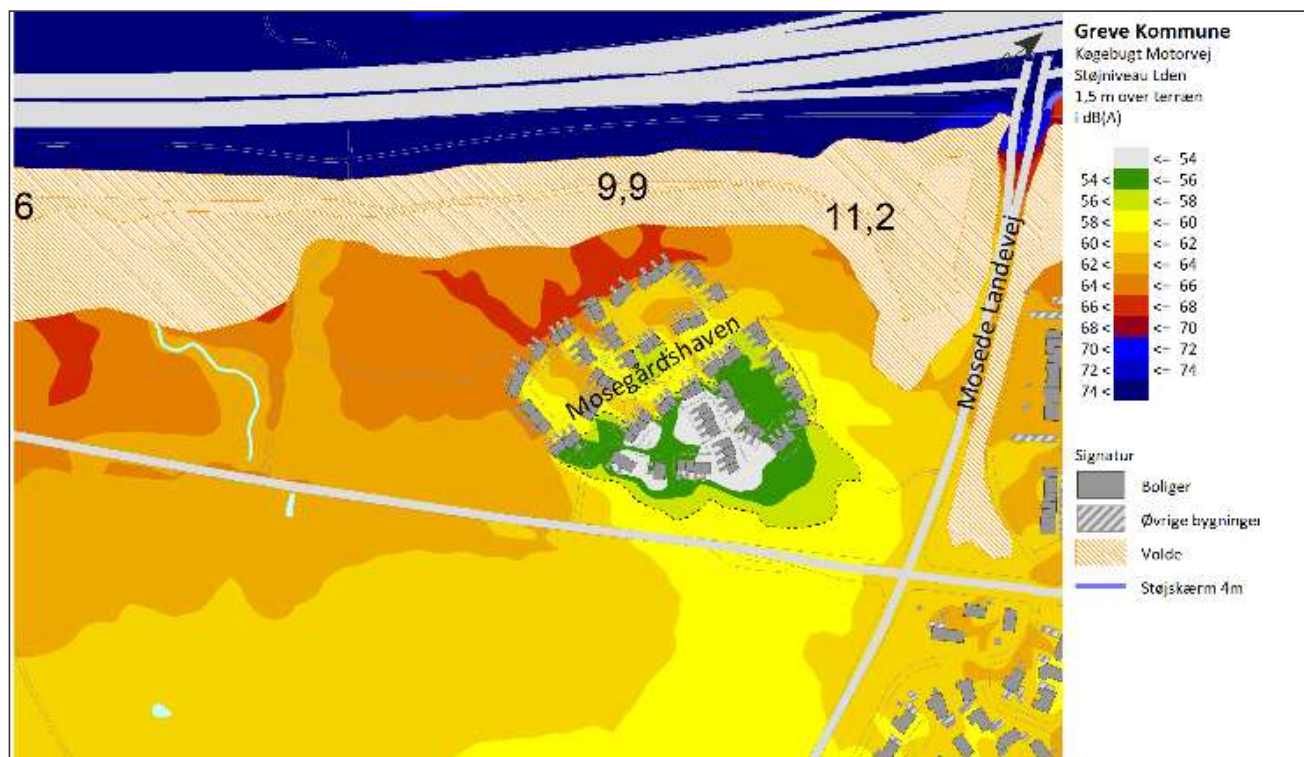 Greve Kommune
Køgebugt Motorvej
Støjniveau Lden
1,5 m over terræn
i dB(A)
<= 54
54 < <= 56
56 < <= 58
58 < <= 60
60 < <= 62
62 < <= 64
64 < <= 66
66 < <= 68
68 < <= 70
70 < <= 72
72 < <= 74
74 <
Signatur
Boliger
Øvrige bygninger
Volde
Støjskærm 4m
6
9,9
11,2
Mosede Landevej
Mosegårdshaven